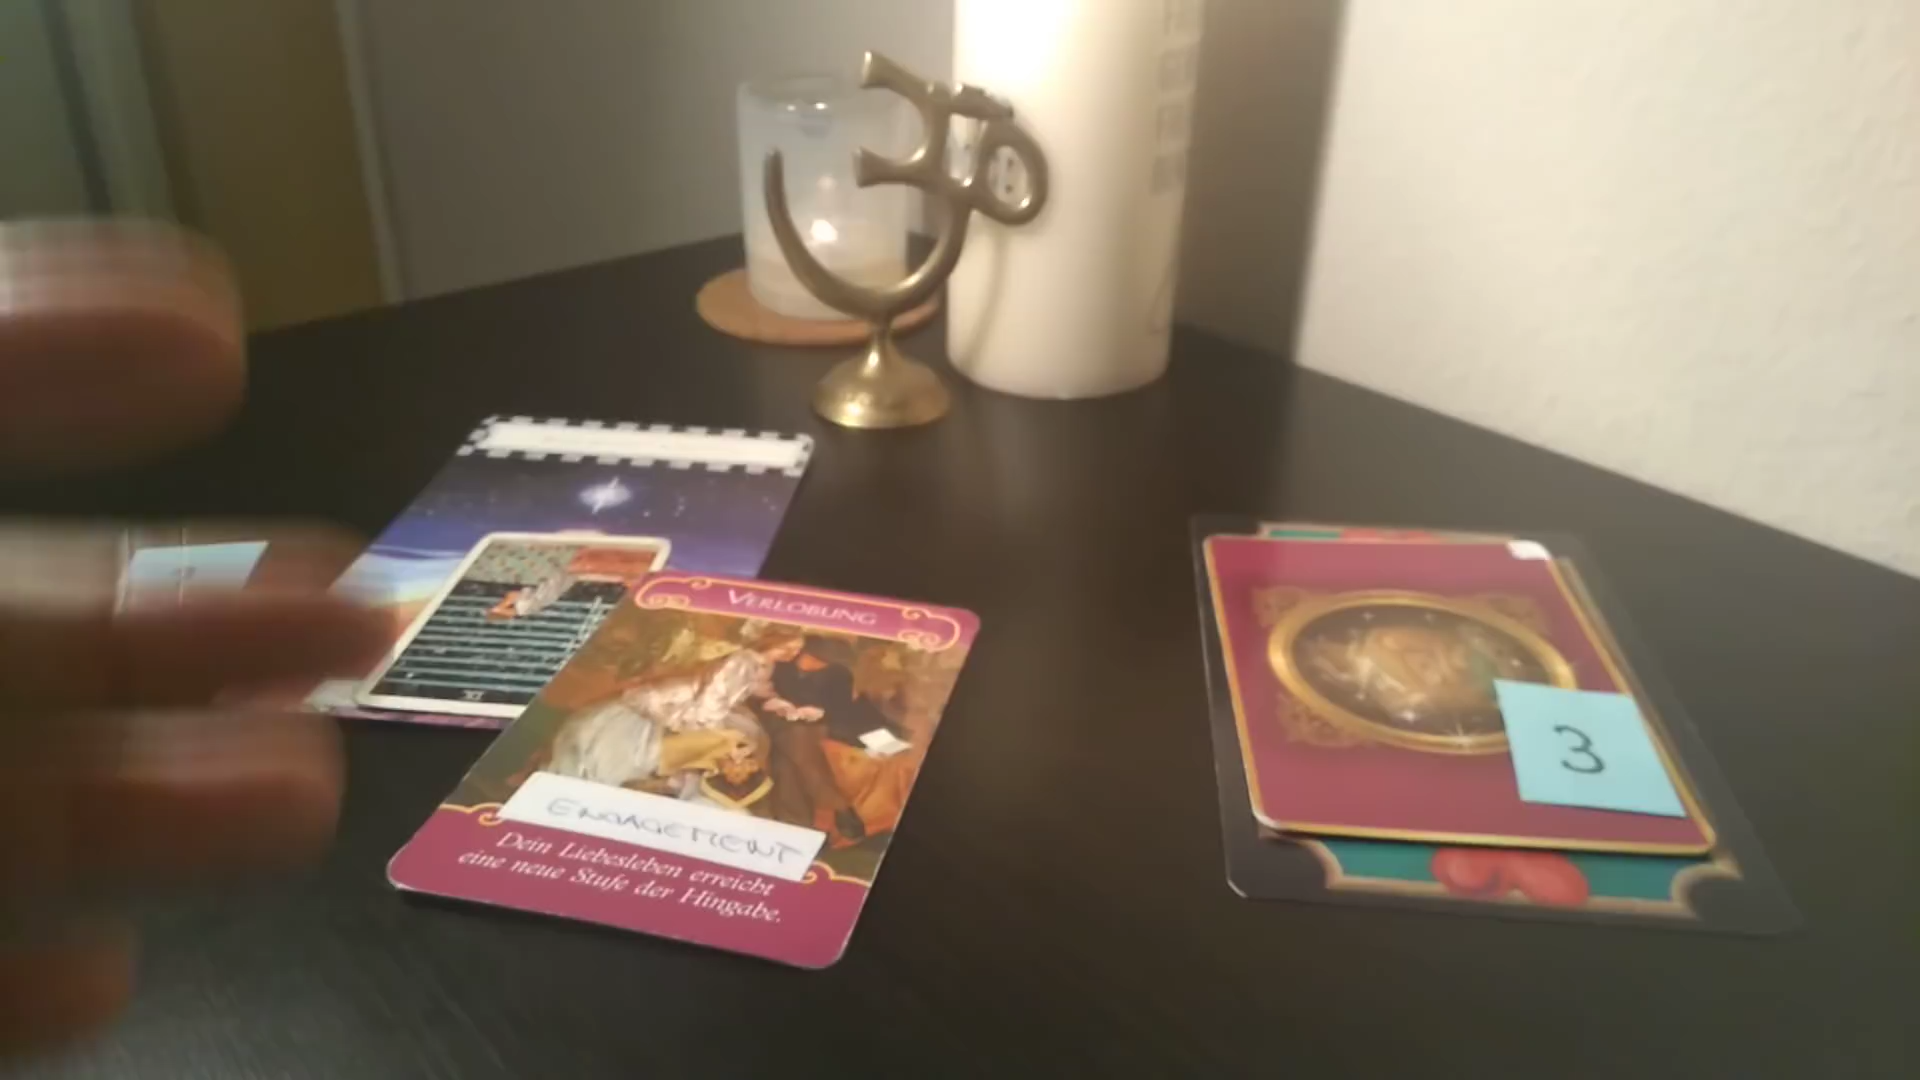 VERLOBUNG
ENGAGEMENT
Dein Liebesleben erreicht
eine neue Stufe der Hingabe.
3